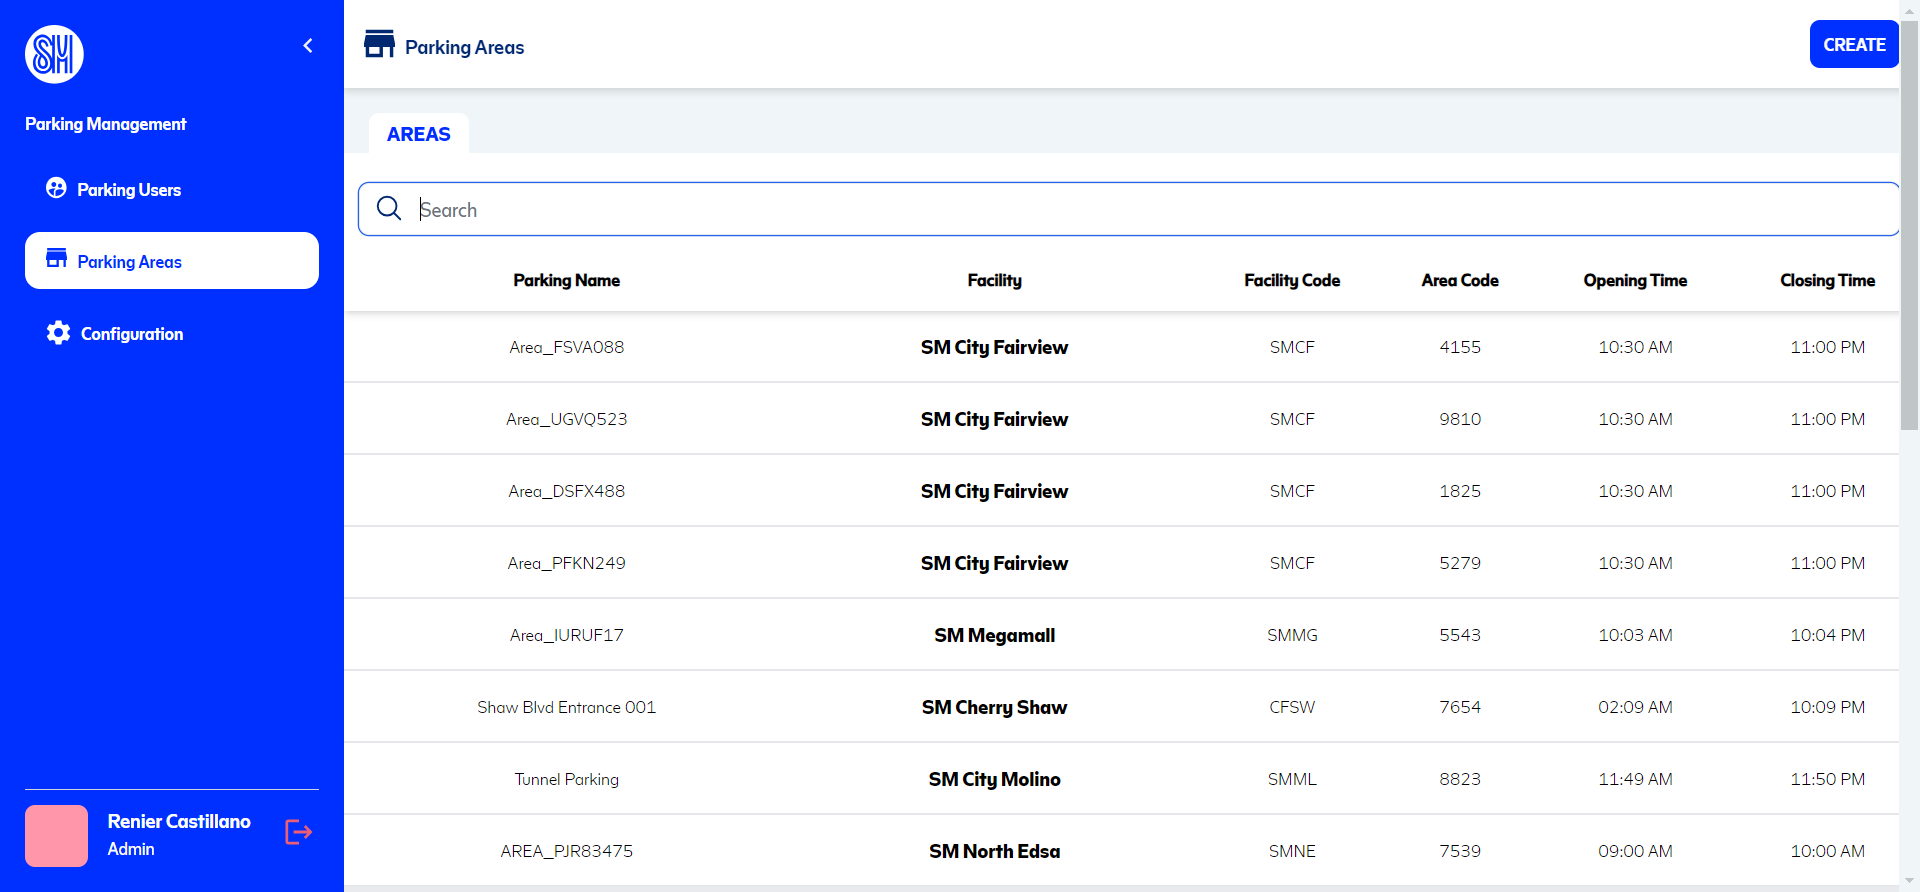 SM
Parking Management
Parking Users
Parking Areas
Configuration
Renier Castillano
Admin
Parking Areas
CREATE
AREAS
Search
Parking Name Facility Facility Code Area Code Opening Time Closing Time
Area_FSVA088 SM City Fairview SMCF 4155 10:30 AM 11:00 PM
Area_UGVQ523 SM City Fairview SMCF 9810 10:30 AM 11:00 PM
Area_DSFX488 SM City Fairview SMCF 1825 10:30 AM 11:00 PM
Area_PFKN249 SM City Fairview SMCF 5279 10:30 AM 11:00 PM
Area_IURUF17 SM Megamall SMMG 5543 10:03 AM 10:04 PM
Shaw Blvd Entrance 001 SM Cherry Shaw CFSW 7654 02:09 AM 10:09 PM
Tunnel Parking SM City Molino SMML 8823 11:49 AM 11:50 PM
AREA_PJR83475 SM North Edsa SMNE 7539 09:00 AM 10:00 AM